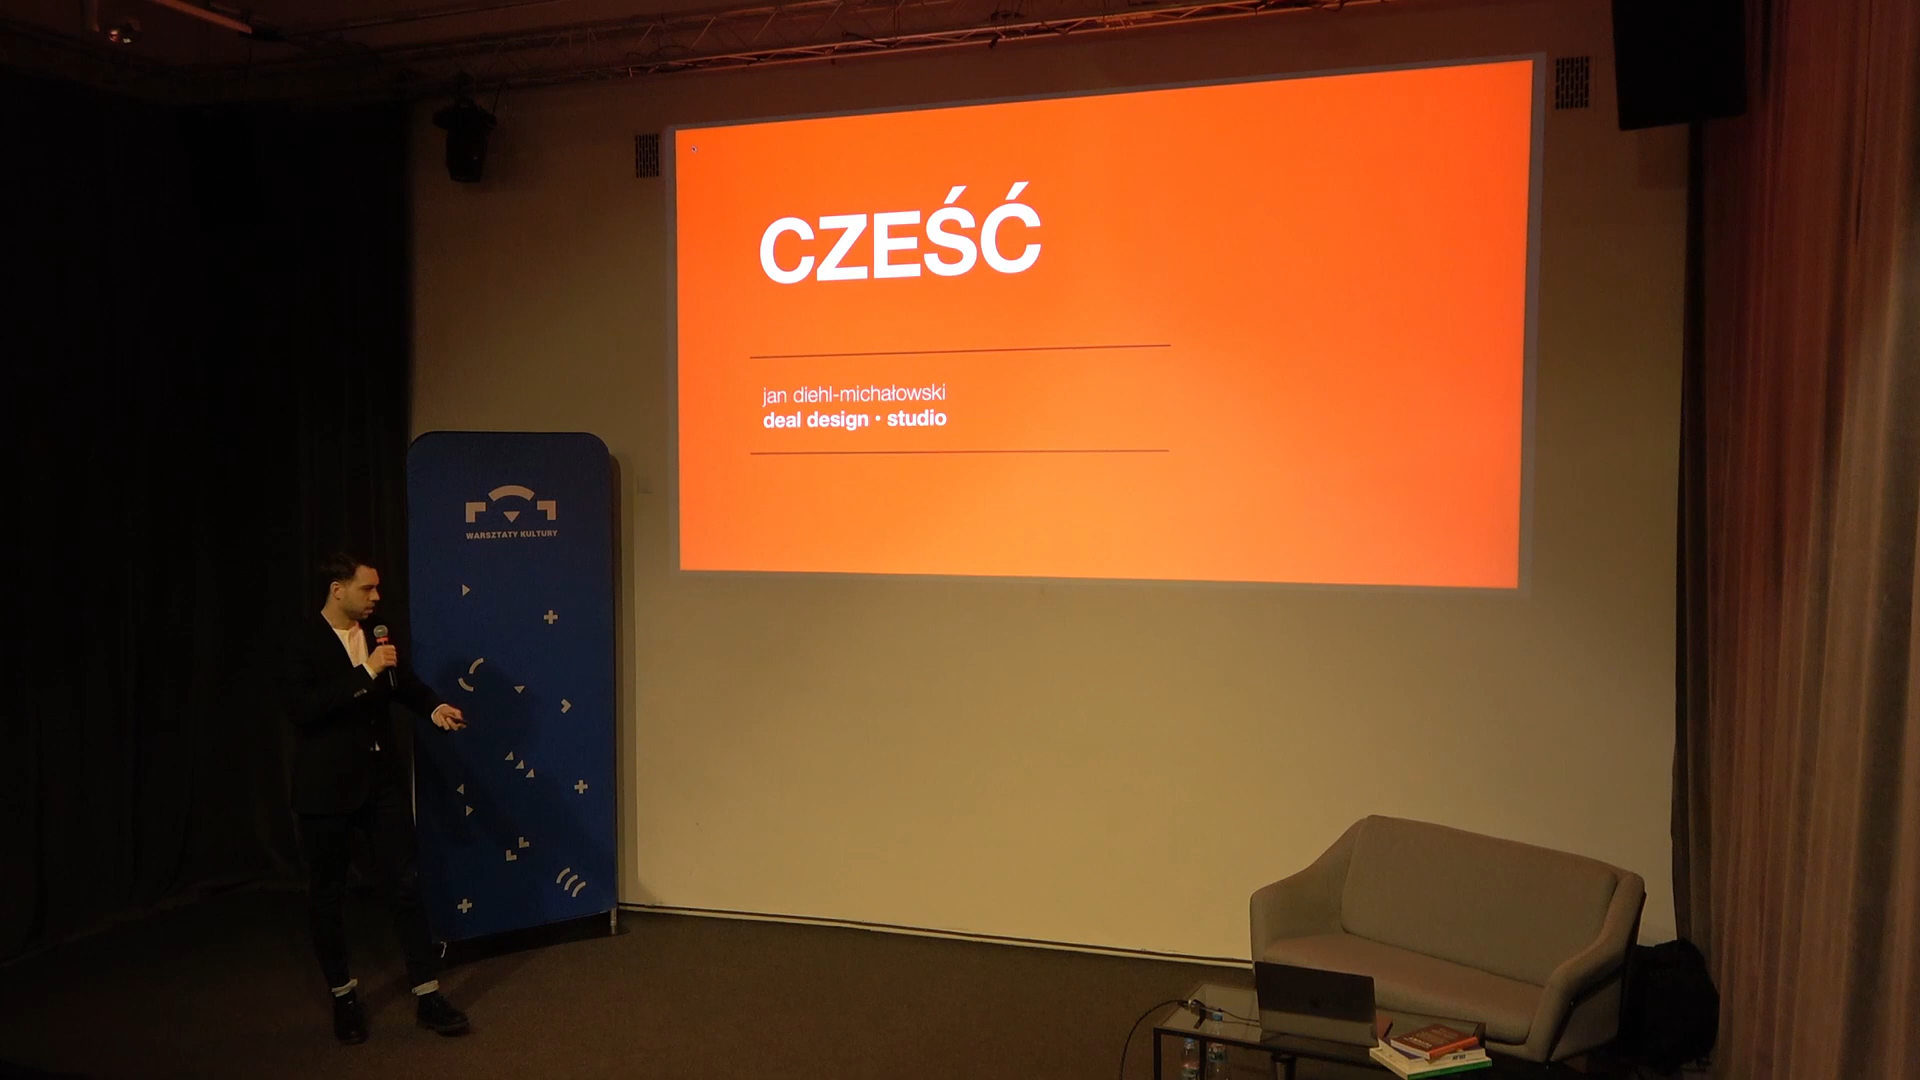 CZEŚĆ
jan diehl-michałowski
deal design • studio
WARSZTATY KULTURY